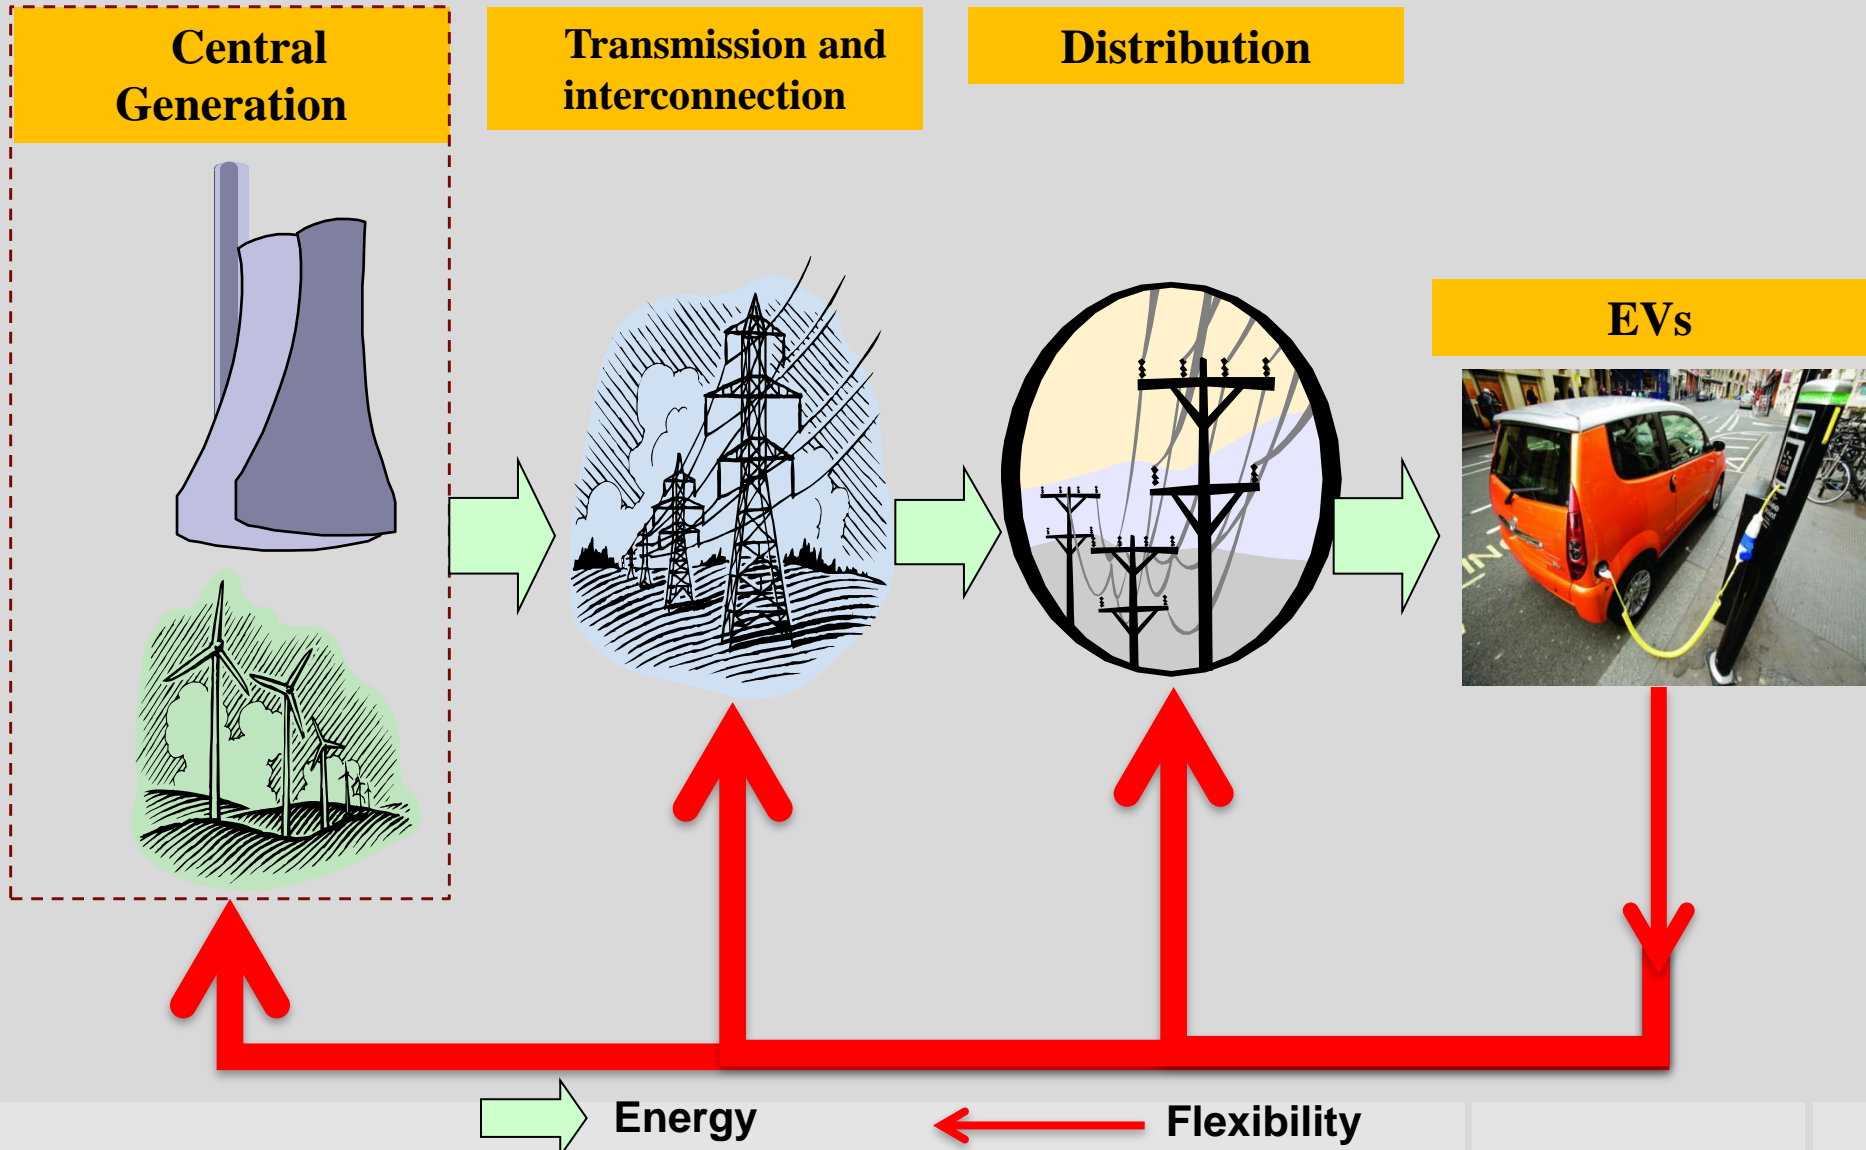 Central
Generation
Transmission and
interconnection
Distribution
EVs
Energy
Flexibility